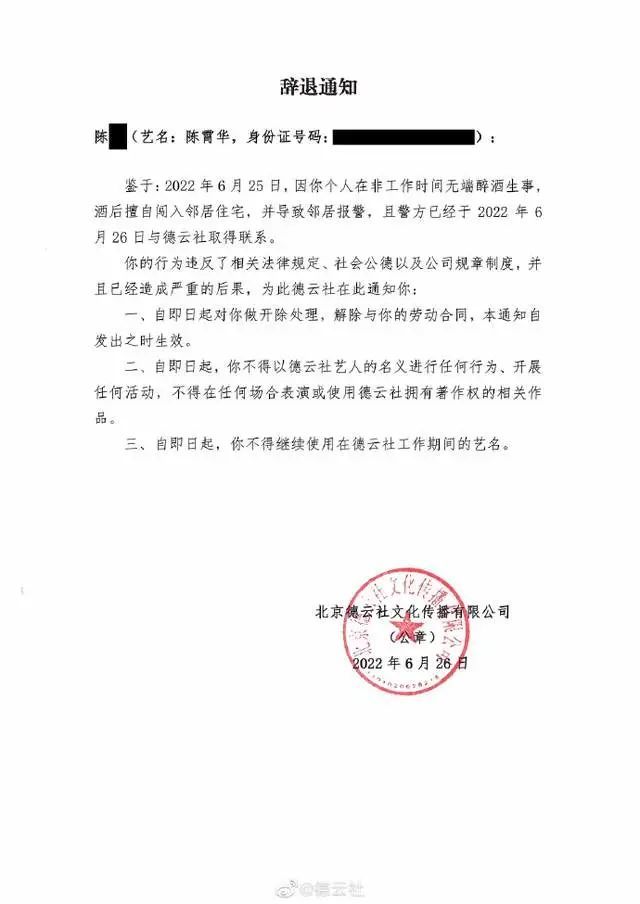 辞退通知
陈 (艺名：陈霄华，身份证号码： )：
鉴于：2022 年 6 月 25 日，因你个人在非工作时间无端醉酒生事，
酒后擅自闯入邻居住宅，并导致邻居报警，且警方已经于 2022 年 6
月 26 日与德云社取得联系。
你的行为违反了相关法律规定、社会公德以及公司规章制度，并
且已经造成严重的后果，为此德云社在此通知你：
一、自即日起对你做开除处理，解除与你的劳动合同，本通知自
发出之时生效。
二、自即日起，你不得以德云社艺人的名义进行任何行为、开展
任何活动，不得在任何场合表演或使用德云社拥有著作权的相关作
品。
三、自即日起，你不得继续使用在德云社工作期间的艺名。
北京德云社文化传播有限公司
（公章）
2022 年 6 月 26 日
北京德云社文化传播有限公司
@德云社